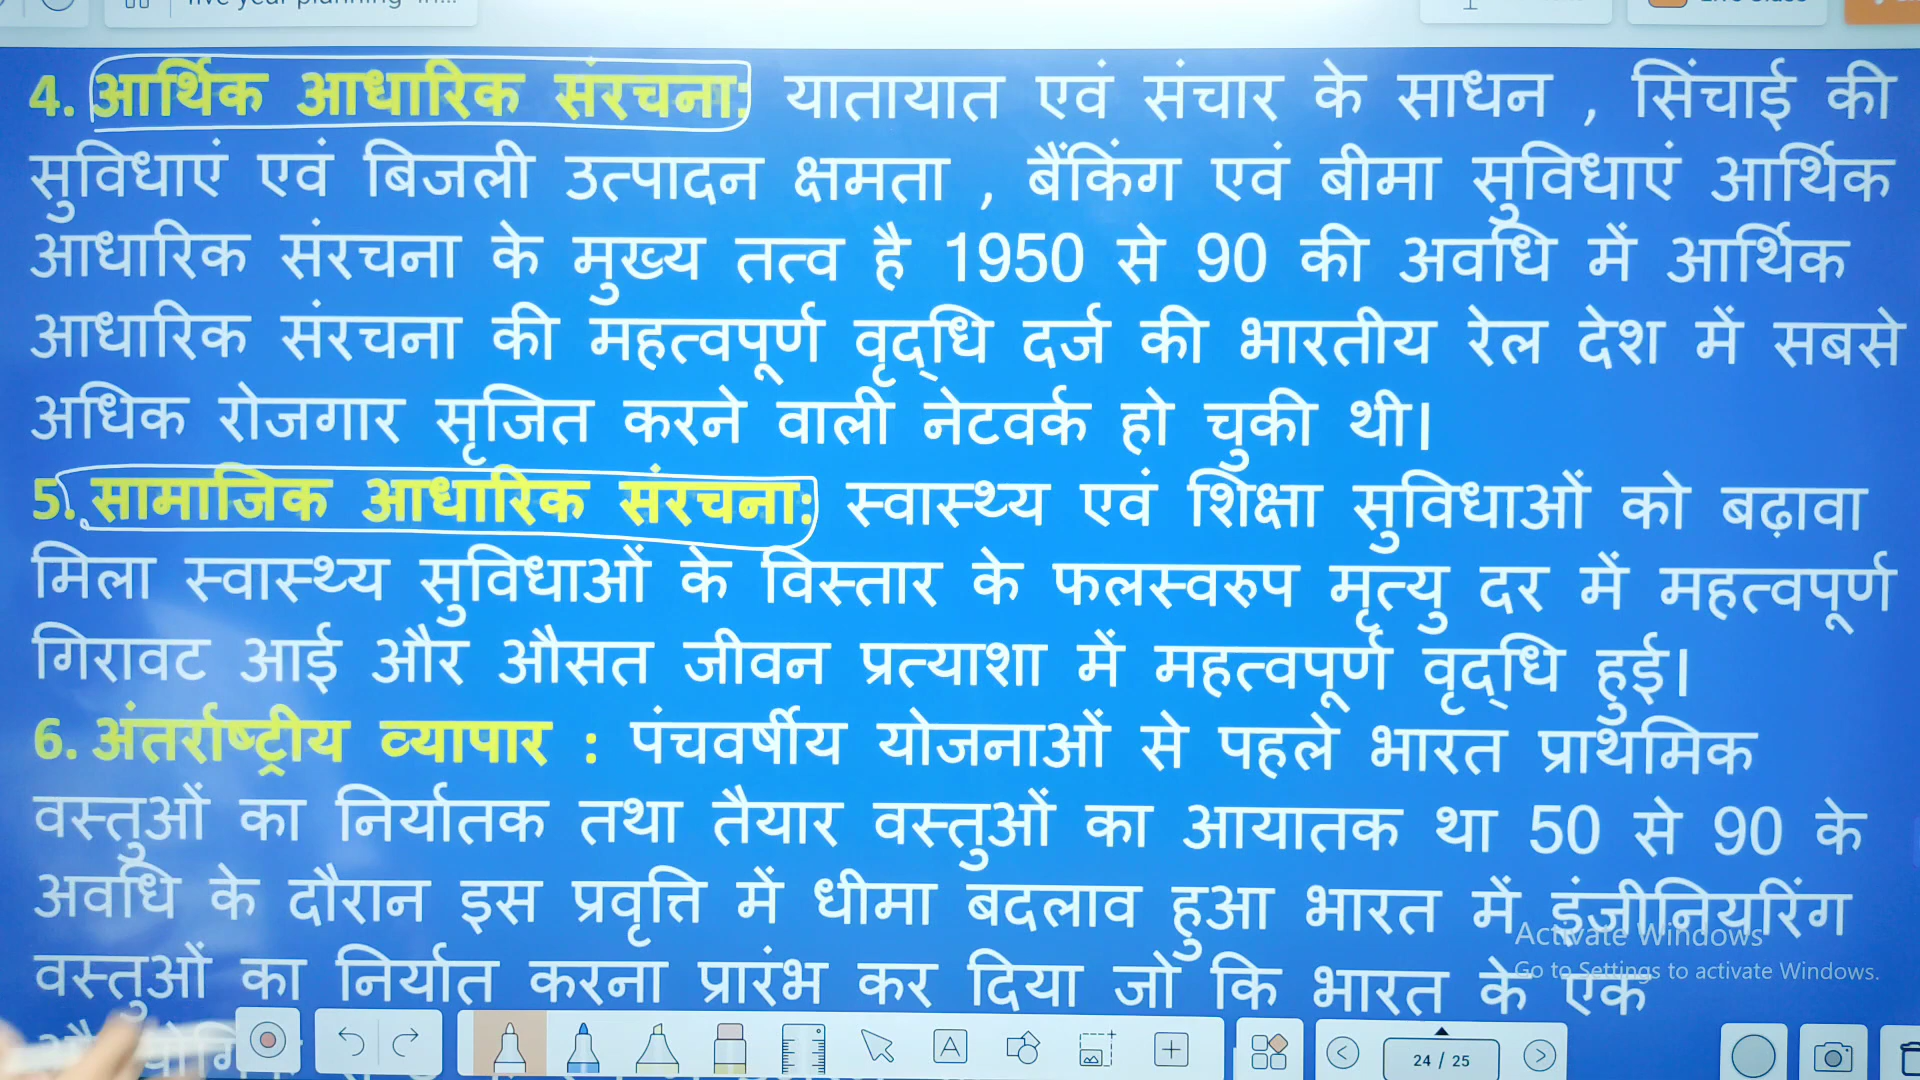 five year planning
4. आर्थिक आधारिक संरचना: यातायात एवं संचार के साधन , सिंचाई की
सुविधाएं एवं बिजली उत्पादन क्षमता , बैंकिंग एवं बीमा सुविधाएं आर्थिक
आधारिक संरचना के मुख्य तत्व है 1950 से 90 की अवधि में आर्थिक
आधारिक संरचना की महत्वपूर्ण वृद्धि दर्ज की भारतीय रेल देश में सबसे
अधिक रोजगार सृजित करने वाली नेटवर्क हो चुकी थी।
5. सामाजिक आधारिक संरचना: स्वास्थ्य एवं शिक्षा सुविधाओं को बढ़ावा
मिला स्वास्थ्य सुविधाओं के विस्तार के फलस्वरुप मृत्यु दर में महत्वपूर्ण
गिरावट आई और औसत जीवन प्रत्याशा में महत्वपूर्ण वृद्धि हुई।
6. अंतर्राष्ट्रीय व्यापार : पंचवर्षीय योजनाओं से पहले भारत प्राथमिक
वस्तुओं का निर्यातक तथा तैयार वस्तुओं का आयातक था 50 से 90 के
अवधि के दौरान इस प्रवृत्ति में धीमा बदलाव हुआ भारत में इंजीनियरिंग
वस्तुओं का निर्यात करना प्रारंभ कर दिया जो कि भारत के एक
Activate Windows
Go to Settings to activate Windows.
24 / 25